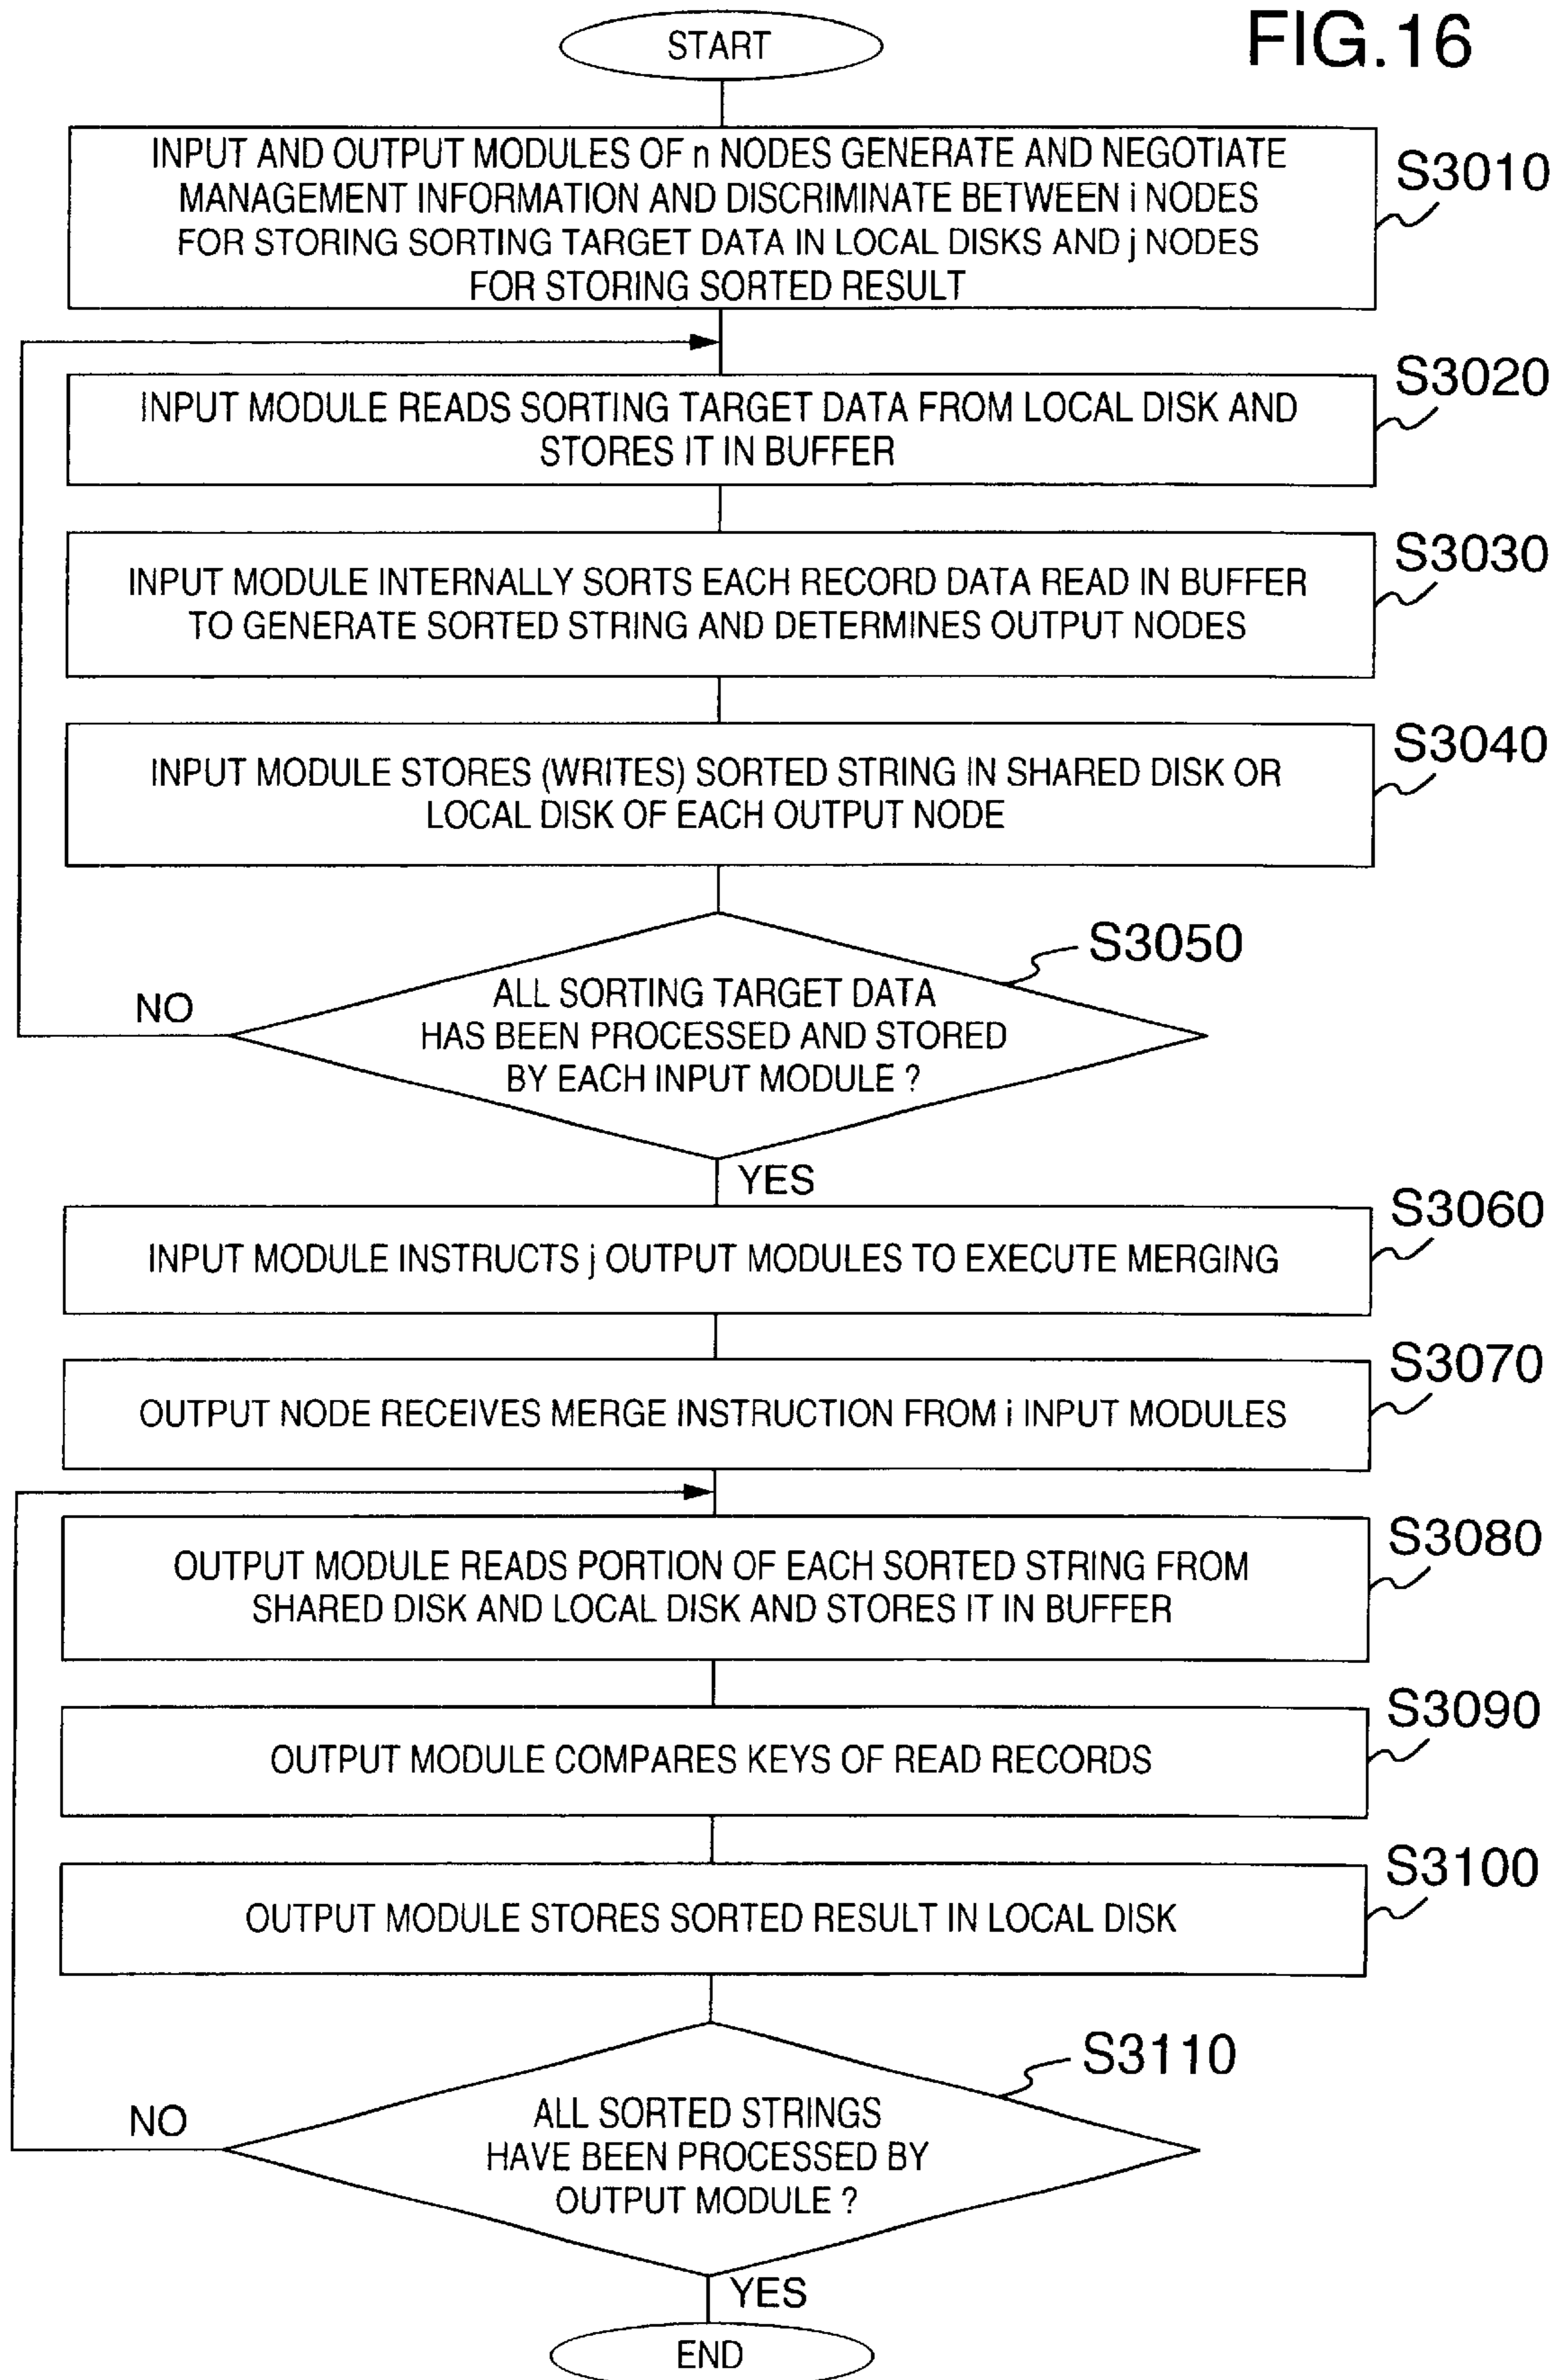 FIG.16
START
INPUT AND OUTPUT MODULES OF n NODES GENERATE AND NEGOTIATE
MANAGEMENT INFORMATION AND DISCRIMINATE BETWEEN i NODES
FOR STORING SORTING TARGET DATA IN LOCAL DISKS AND j NODES
FOR STORING SORTED RESULT
S3010
INPUT MODULE READS SORTING TARGET DATA FROM LOCAL DISK AND
STORES IT IN BUFFER
S3020
INPUT MODULE INTERNALLY SORTS EACH RECORD DATA READ IN BUFFER
TO GENERATE SORTED STRING AND DETERMINES OUTPUT NODES
S3030
INPUT MODULE STORES (WRITES) SORTED STRING IN SHARED DISK OR
LOCAL DISK OF EACH OUTPUT NODE
S3040
S3050
ALL SORTING TARGET DATA
HAS BEEN PROCESSED AND STORED
BY EACH INPUT MODULE ?
NO
YES
INPUT MODULE INSTRUCTS j OUTPUT MODULES TO EXECUTE MERGING
S3060
OUTPUT NODE RECEIVES MERGE INSTRUCTION FROM i INPUT MODULES
S3070
OUTPUT MODULE READS PORTION OF EACH SORTED STRING FROM
SHARED DISK AND LOCAL DISK AND STORES IT IN BUFFER
S3080
OUTPUT MODULE COMPARES KEYS OF READ RECORDS
S3090
OUTPUT MODULE STORES SORTED RESULT IN LOCAL DISK
S3100
S3110
ALL SORTED STRINGS
HAVE BEEN PROCESSED BY
OUTPUT MODULE ?
NO
YES
END